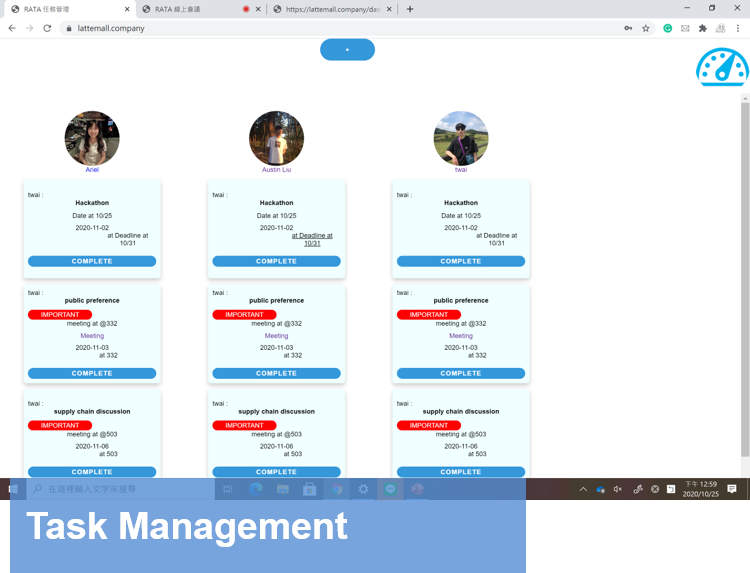 RATA 任務管理
RATA 線上會議
https://lattemall.company/das
lattemall.company
+
Ariel
Austin Liu
twai
twai :
Hackathon
Date at 10/25
2020-11-02
at Deadline at
10/31
COMPLETE
twai :
Hackathon
Date at 10/25
2020-11-02
at Deadline at
10/31
COMPLETE
twai :
Hackathon
Date at 10/25
2020-11-02
at Deadline at
10/31
COMPLETE
twai :
public preference
IMPORTANT
meeting at @332
Meeting
2020-11-03
at 332
COMPLETE
twai :
public preference
IMPORTANT
meeting at @332
Meeting
2020-11-03
at 332
COMPLETE
twai :
public preference
IMPORTANT
meeting at @332
Meeting
2020-11-03
at 332
COMPLETE
twai :
supply chain discussion
IMPORTANT
meeting at @503
2020-11-06
at 503
COMPLETE
twai :
supply chain discussion
IMPORTANT
meeting at @503
2020-11-06
at 503
COMPLETE
twai :
supply chain discussion
IMPORTANT
meeting at @503
2020-11-06
at 503
COMPLETE
在這裡輸入文字來搜尋
下午 12:59
2020/10/25
Task Management